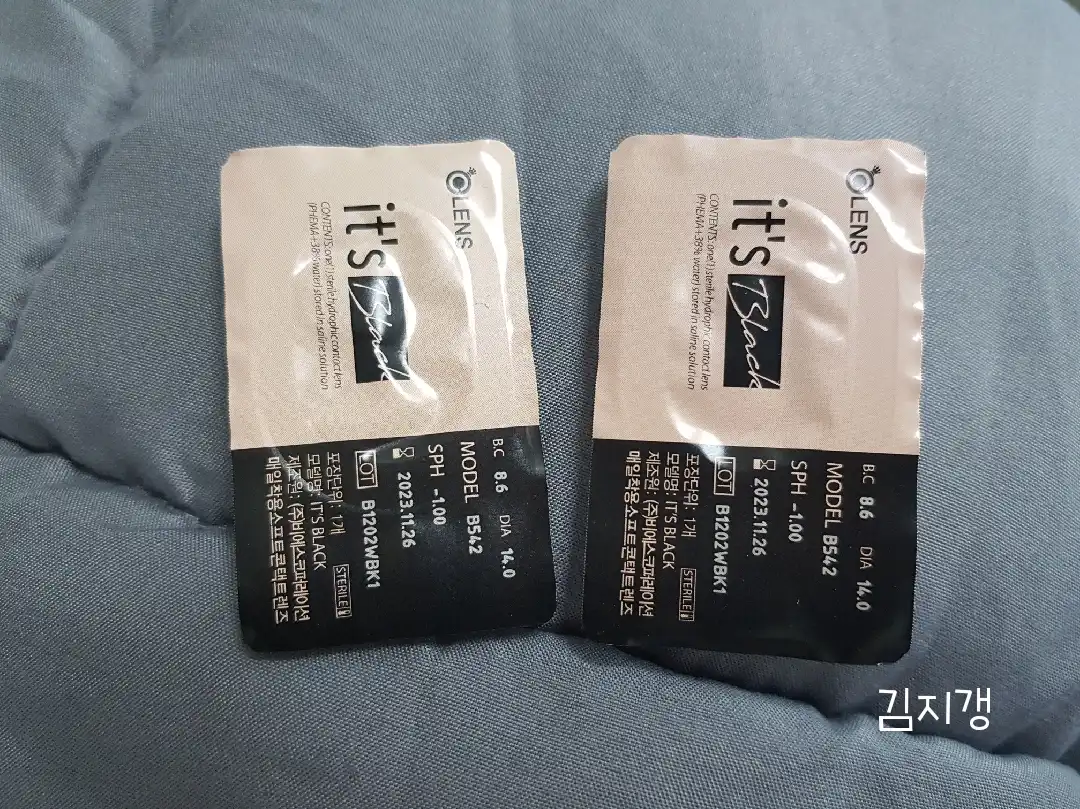 OLENS
it's Black
CONTENTS: one(1) sterile hydrophic contact lens
(PHEMA+38% water) stored in saline solution
B.C 8.6 DIA 14.0
MODEL B542
SPH -1.00
2023.11.26
LOT B1202WBK1
포장단위: 1개
모델명: IT'S BLACK
STERILE
제조원: (주)비에스코퍼레이션
매일착용소프트콘택트렌즈
OLENS
it's Black
CONTENTS: one(1) sterile hydrophic contact lens
(PHEMA+38% water) stored in saline solution
B.C 8.6 DIA 14.0
MODEL B542
SPH -1.00
2023.11.26
LOT B1202WBK1
포장단위: 1개
모델명: IT'S BLACK
STERILE
제조원: (주)비에스코퍼레이션
매일착용소프트콘택트렌즈
김지갱